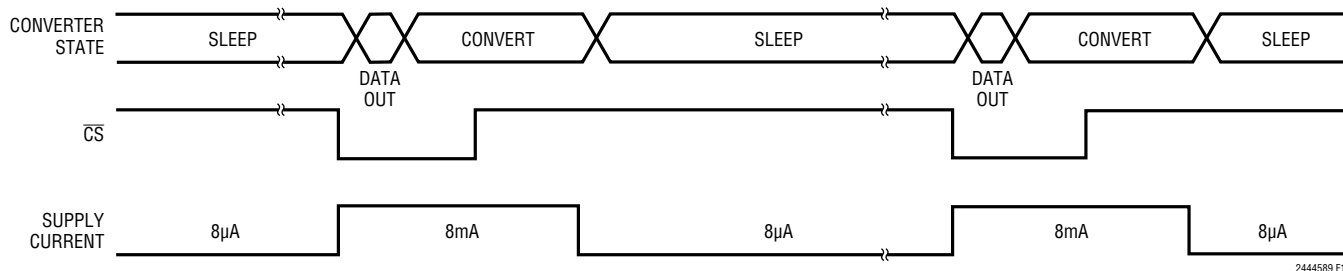 CONVERTER
STATE
SLEEP
CONVERT
SLEEP
CONVERT
SLEEP
DATA
OUT
DATA
OUT
CS
SUPPLY
CURRENT
8µA
8mA
8µA
8mA
8µA